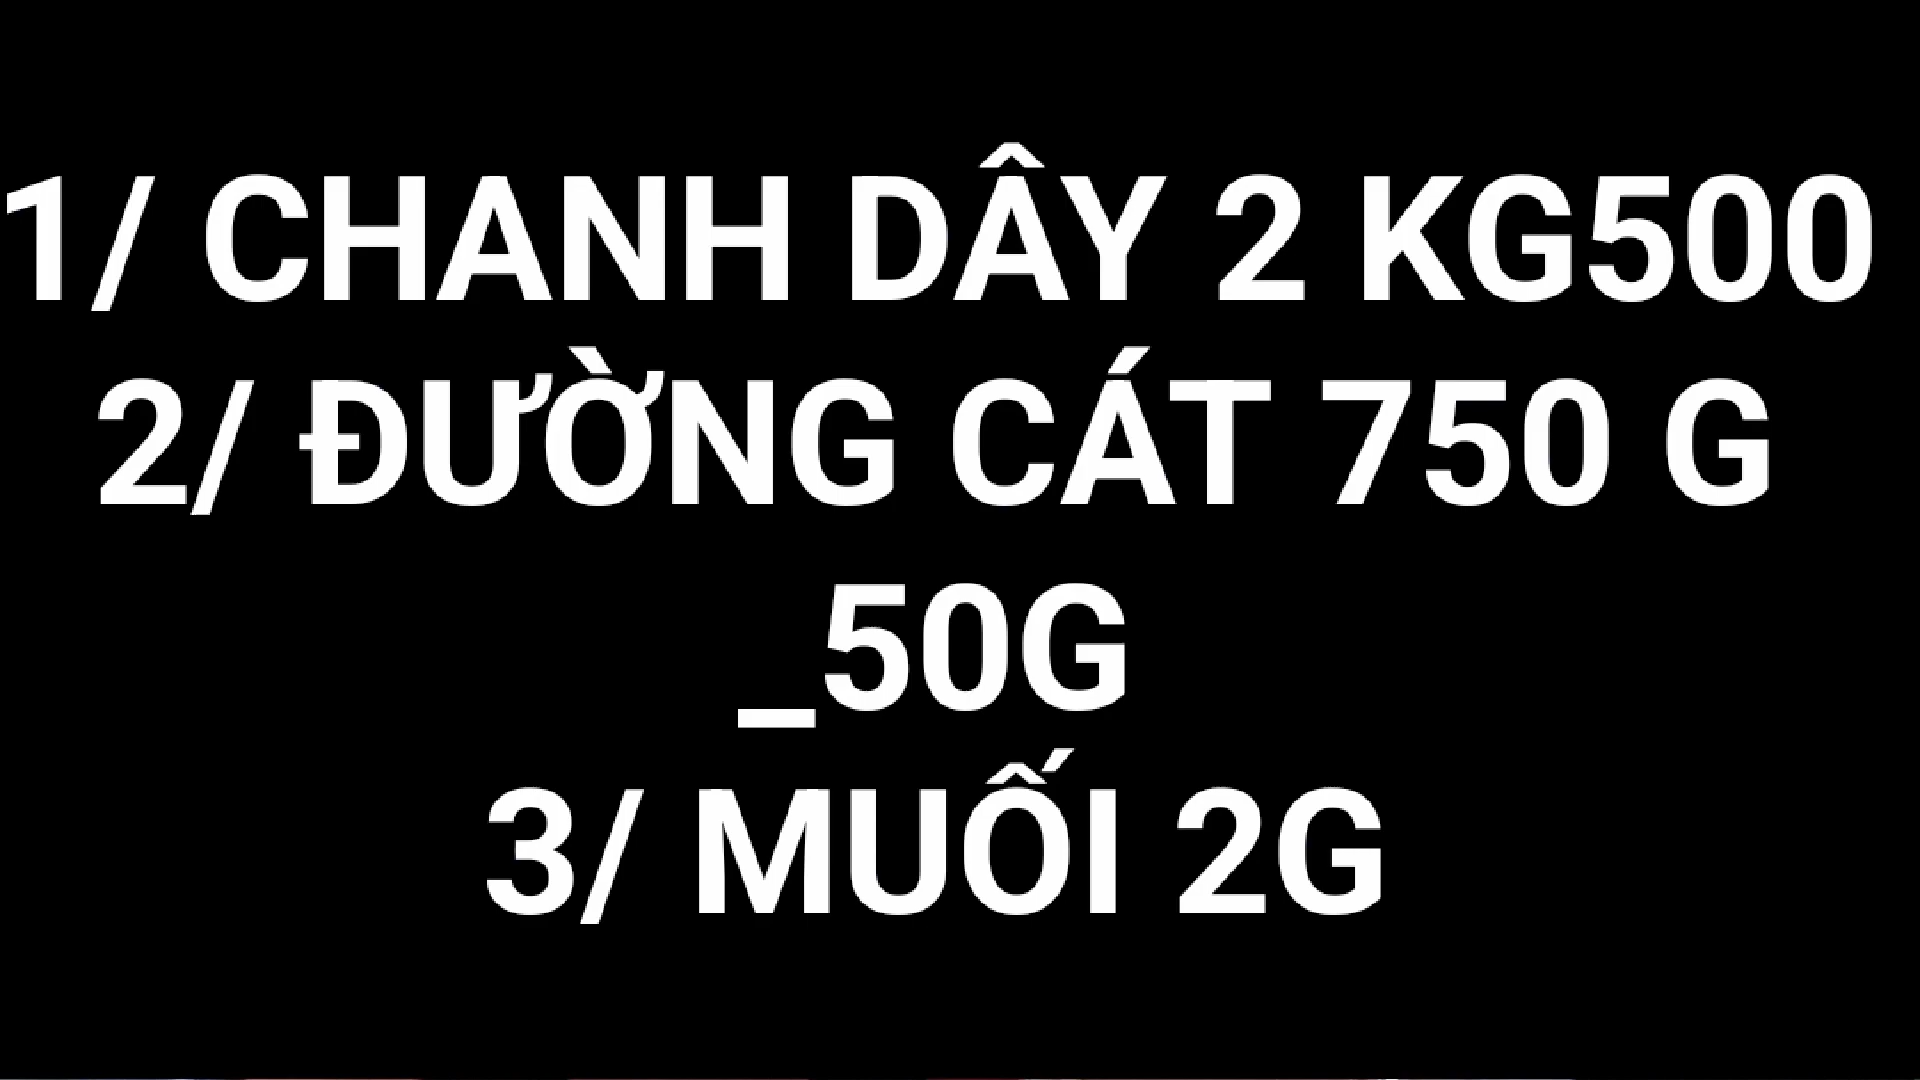 1/ CHANH DÂY 2 KG500
2/ ĐƯỜNG CÁT 750 G
_50G
3/ MUỐI 2G